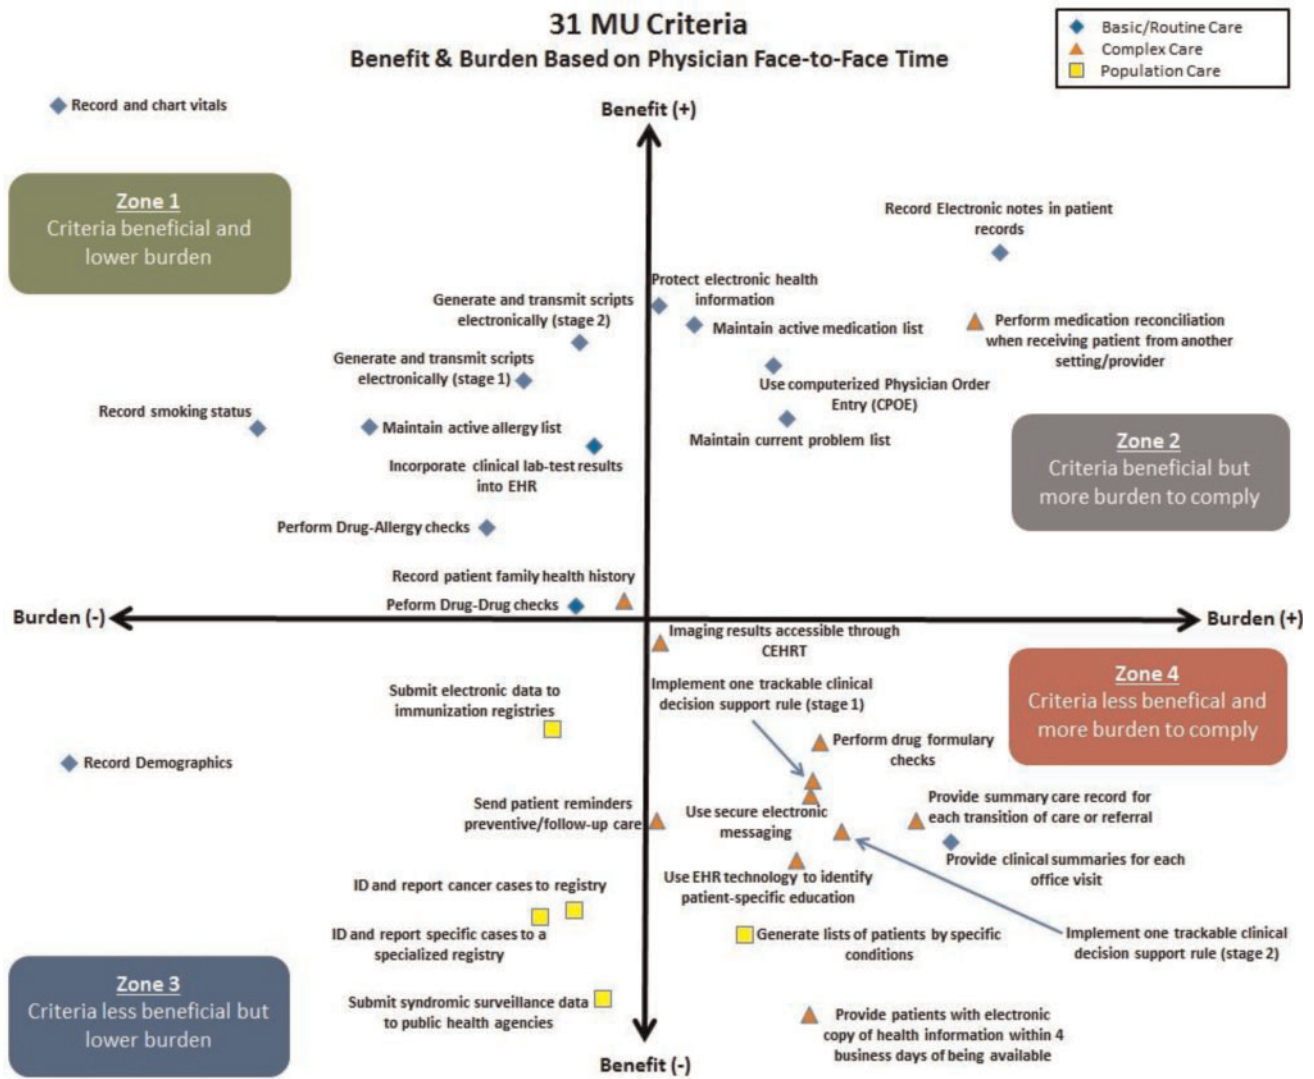 31 MU Criteria
Benefit & Burden Based on Physician Face-to-Face Time
Basic/Routine Care
Complex Care
Population Care
Record and chart vitals
Benefit (+)
Zone 1
Criteria beneficial and
lower burden
Record Electronic notes in patient
records
Protect electronic health
information
Generate and transmit scripts
electronically (stage 2)
Maintain active medication list
Perform medication reconciliation
when receiving patient from another
setting/provider
Generate and transmit scripts
electronically (stage 1)
Use computerized Physician Order
Entry (CPOE)
Record smoking status
Maintain active allergy list
Maintain current problem list
Zone 2
Criteria beneficial but
more burden to comply
Incorporate clinical lab-test results
into EHR
Perform Drug-Allergy checks
Record patient family health history
Peform Drug-Drug checks
Burden (-)
Burden (+)
Imaging results accessible through
CEHRT
Zone 4
Criteria less benefical and
more burden to comply
Submit electronic data to
immunization registries
Implement one trackable clinical
decision support rule (stage 1)
Perform drug formulary
checks
Record Demographics
Send patient reminders
preventive/follow-up care
Use secure electronic
messaging
Provide summary care record for
each transition of care or referral
Provide clinical summaries for each
office visit
Use EHR technology to identify
patient-specific education
ID and report cancer cases to registry
ID and report specific cases to a
specialized registry
Generate lists of patients by specific
conditions
Implement one trackable clinical
decision support rule (stage 2)
Zone 3
Criteria less beneficial but
lower burden
Submit syndromic surveillance data
to public health agencies
Provide patients with electronic
copy of health information within 4
business days of being available
Benefit (-)